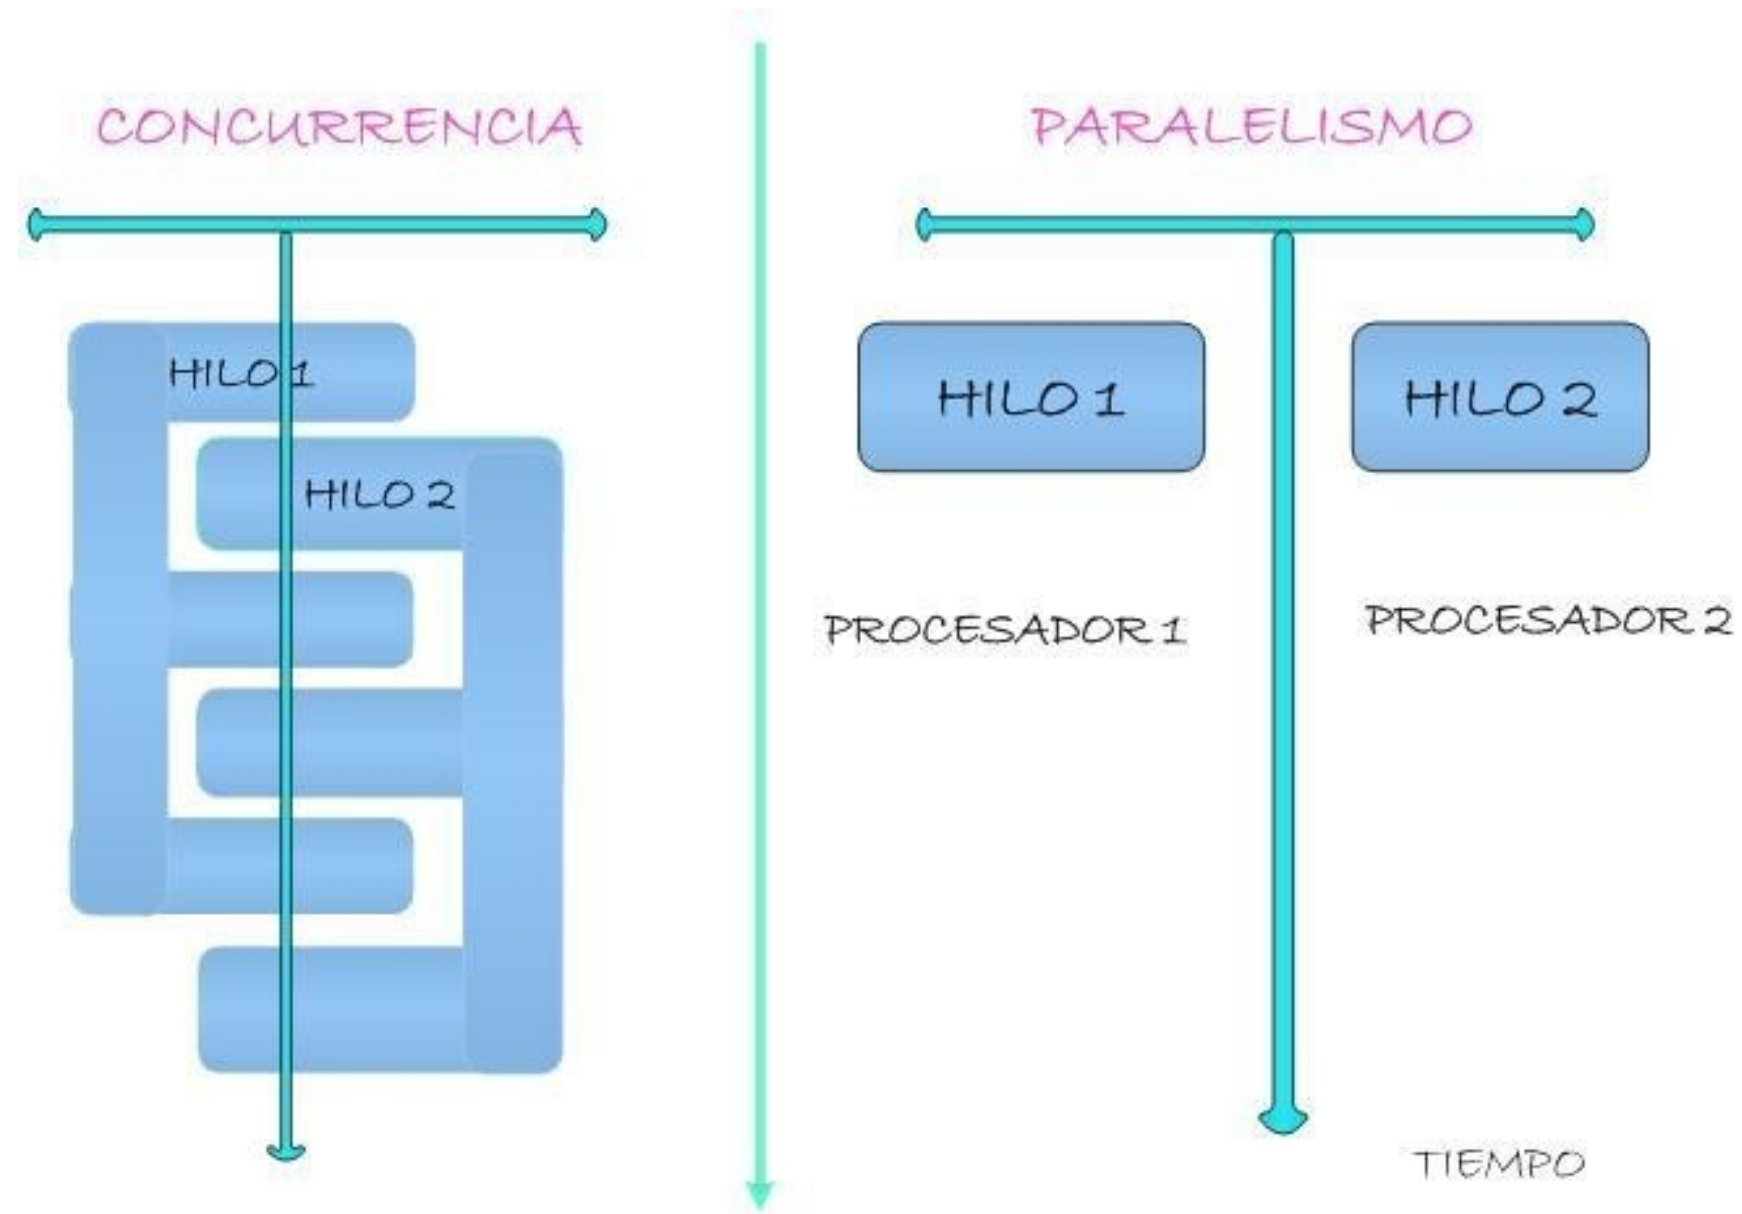 CONCURRENCIA
HILO 1
HILO 2
PARALELISMO
HILO 1
HILO 2
PROCESADOR 1
PROCESADOR 2
TIEMPO